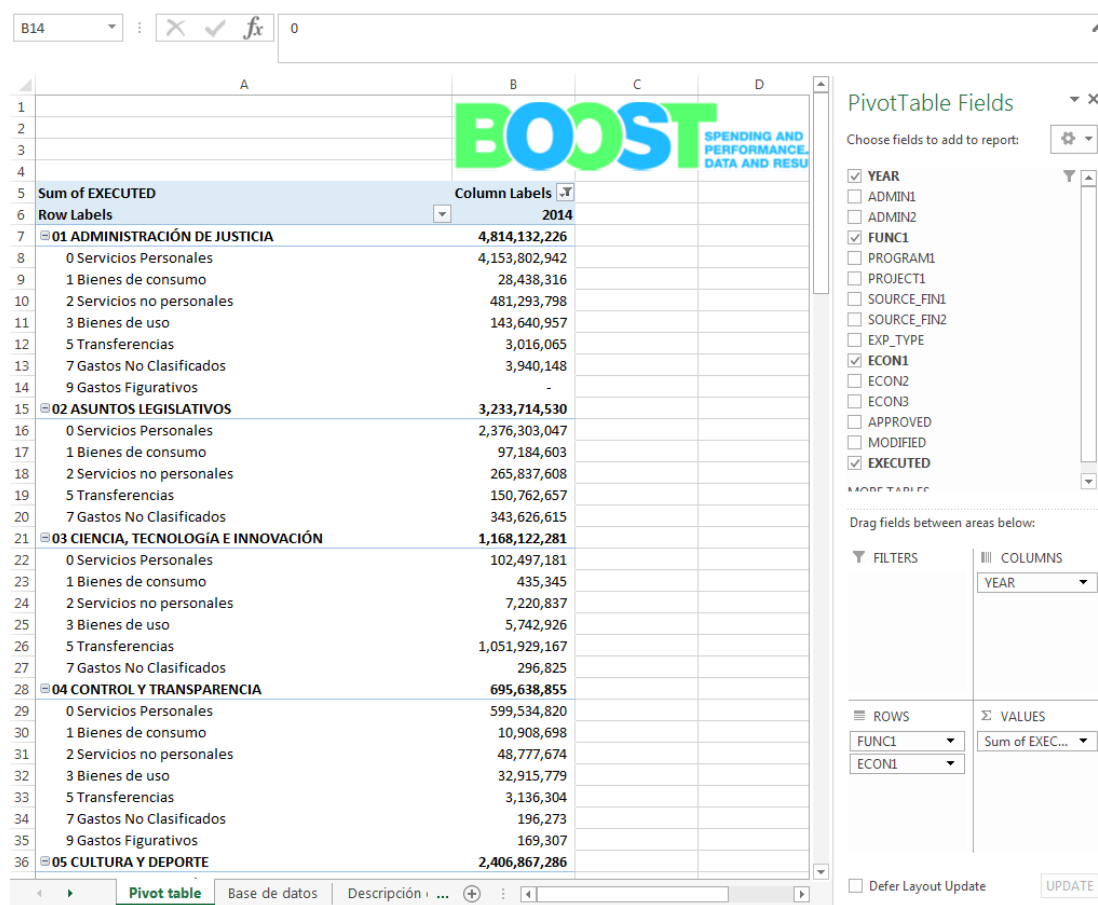 B14 fx 0
A B C D
1 BOOST SPENDING AND
2 PERFORMANCE.
3 DATA AND RESU
4
5 Sum of EXECUTED Column Labels
6 Row Labels 2014
7 01 ADMINISTRACIÓN DE JUSTICIA 4,814,132,226
8 0 Servicios Personales 4,153,802,942
9 1 Bienes de consumo 28,438,316
10 2 Servicios no personales 481,293,798
11 3 Bienes de uso 143,640,957
12 5 Transferencias 3,016,065
13 7 Gastos No Clasificados 3,940,148
14 9 Gastos Figurativos -
15 02 ASUNTOS LEGISLATIVOS 3,233,714,530
16 0 Servicios Personales 2,376,303,047
17 1 Bienes de consumo 97,184,603
18 2 Servicios no personales 265,837,608
19 5 Transferencias 150,762,657
20 7 Gastos No Clasificados 343,626,615
21 03 CIENCIA, TECNOLOGíA E INNOVACIÓN 1,168,122,281
22 0 Servicios Personales 102,497,181
23 1 Bienes de consumo 435,345
24 2 Servicios no personales 7,220,837
25 3 Bienes de uso 5,742,926
26 5 Transferencias 1,051,929,167
27 7 Gastos No Clasificados 296,825
28 04 CONTROL Y TRANSPARENCIA 695,638,855
29 0 Servicios Personales 599,534,820
30 1 Bienes de consumo 10,908,698
31 2 Servicios no personales 48,777,674
32 3 Bienes de uso 32,915,779
33 5 Transferencias 3,136,304
34 7 Gastos No Clasificados 196,273
35 9 Gastos Figurativos 169,307
36 05 CULTURA Y DEPORTE 2,406,867,286
Pivot table Base de datos Descripción ...
PivotTable Fields
Choose fields to add to report:
YEAR
ADMIN1
ADMIN2
FUNC1
PROGRAM1
PROJECT1
SOURCE_FIN1
SOURCE_FIN2
EXP_TYPE
ECON1
ECON2
ECON3
APPROVED
MODIFIED
EXECUTED
MORE TABLES
Drag fields between areas below:
FILTERS COLUMNS
YEAR
ROWS Σ VALUES
FUNC1 Sum of EXEC...
ECON1
Defer Layout Update UPDATE